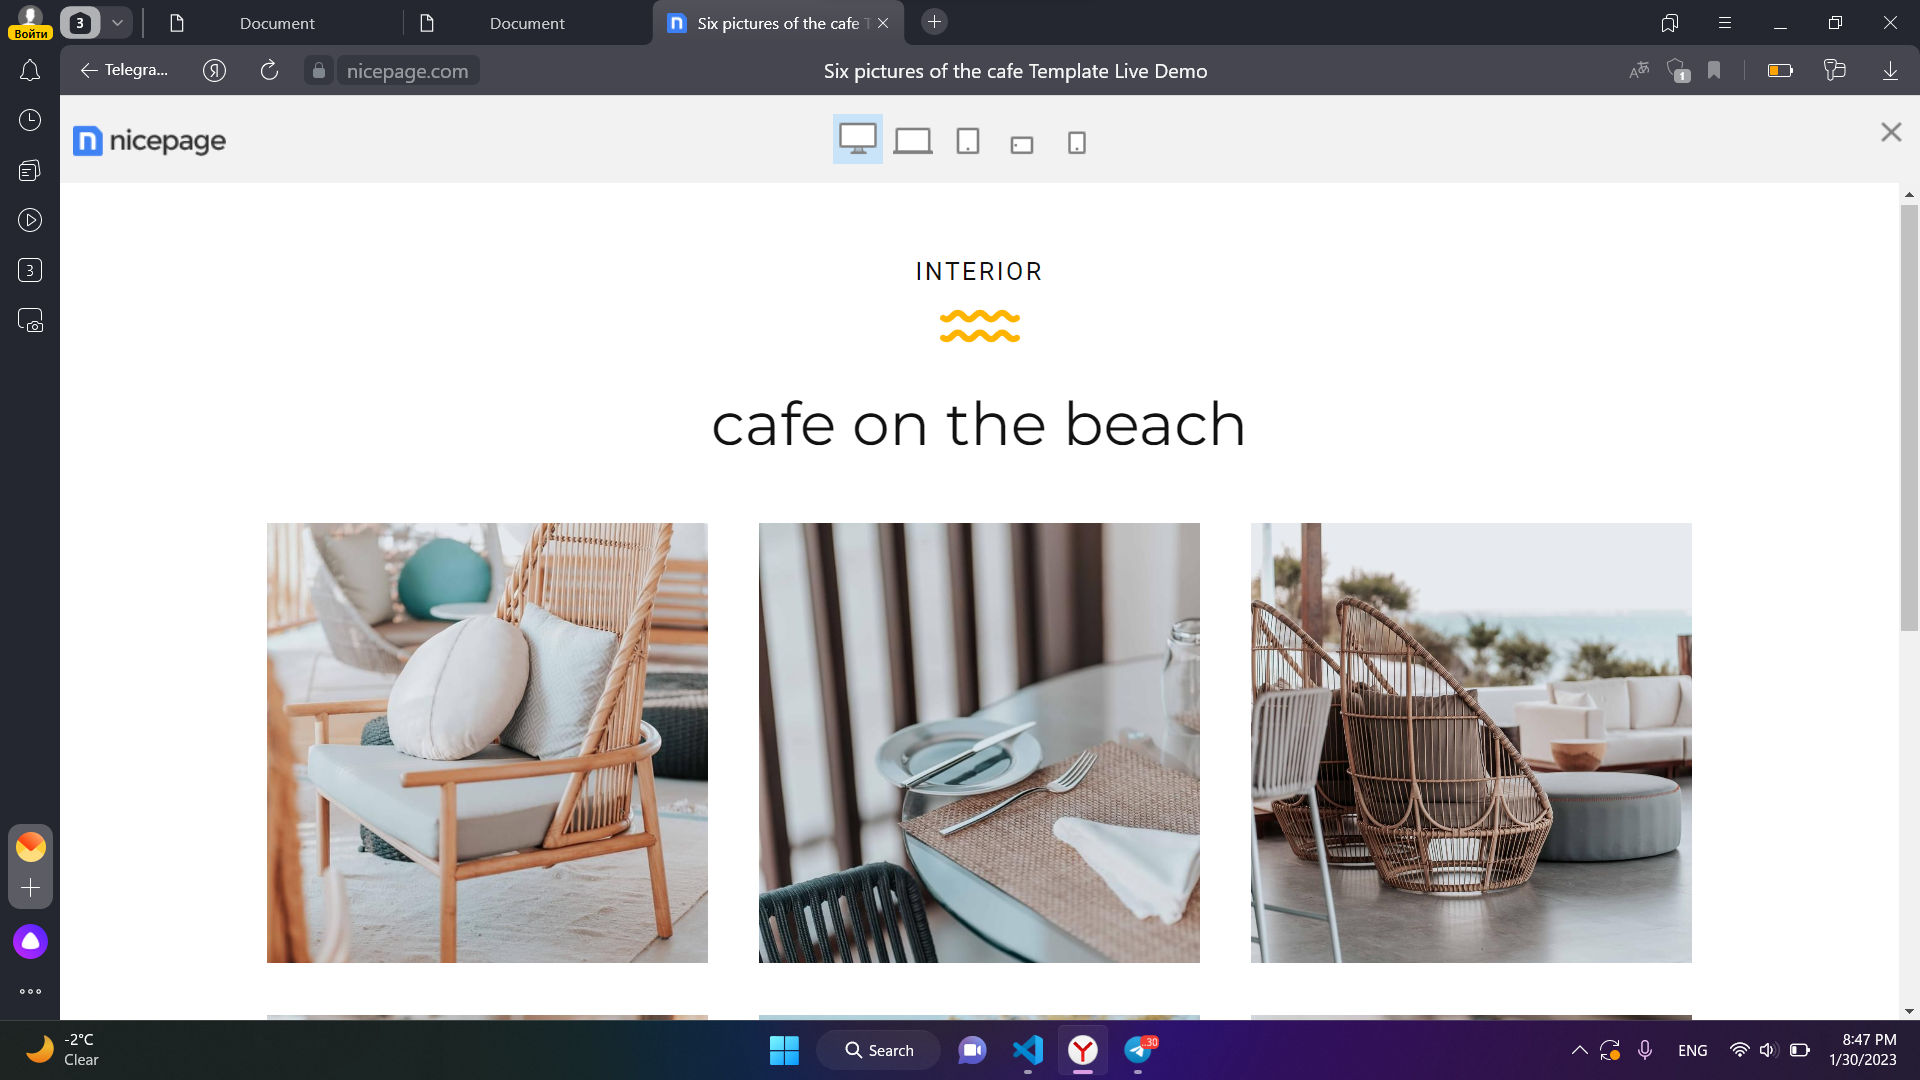 3
Document
Document
Six pictures of the cafe T
Войти
Telegra...
Я
nicepage.com
Six pictures of the cafe Template Live Demo
1
n nicepage
3
INTERIOR
cafe on the beach
-2°C
Clear
Search
..30
ENG
8:47 PM
1/30/2023